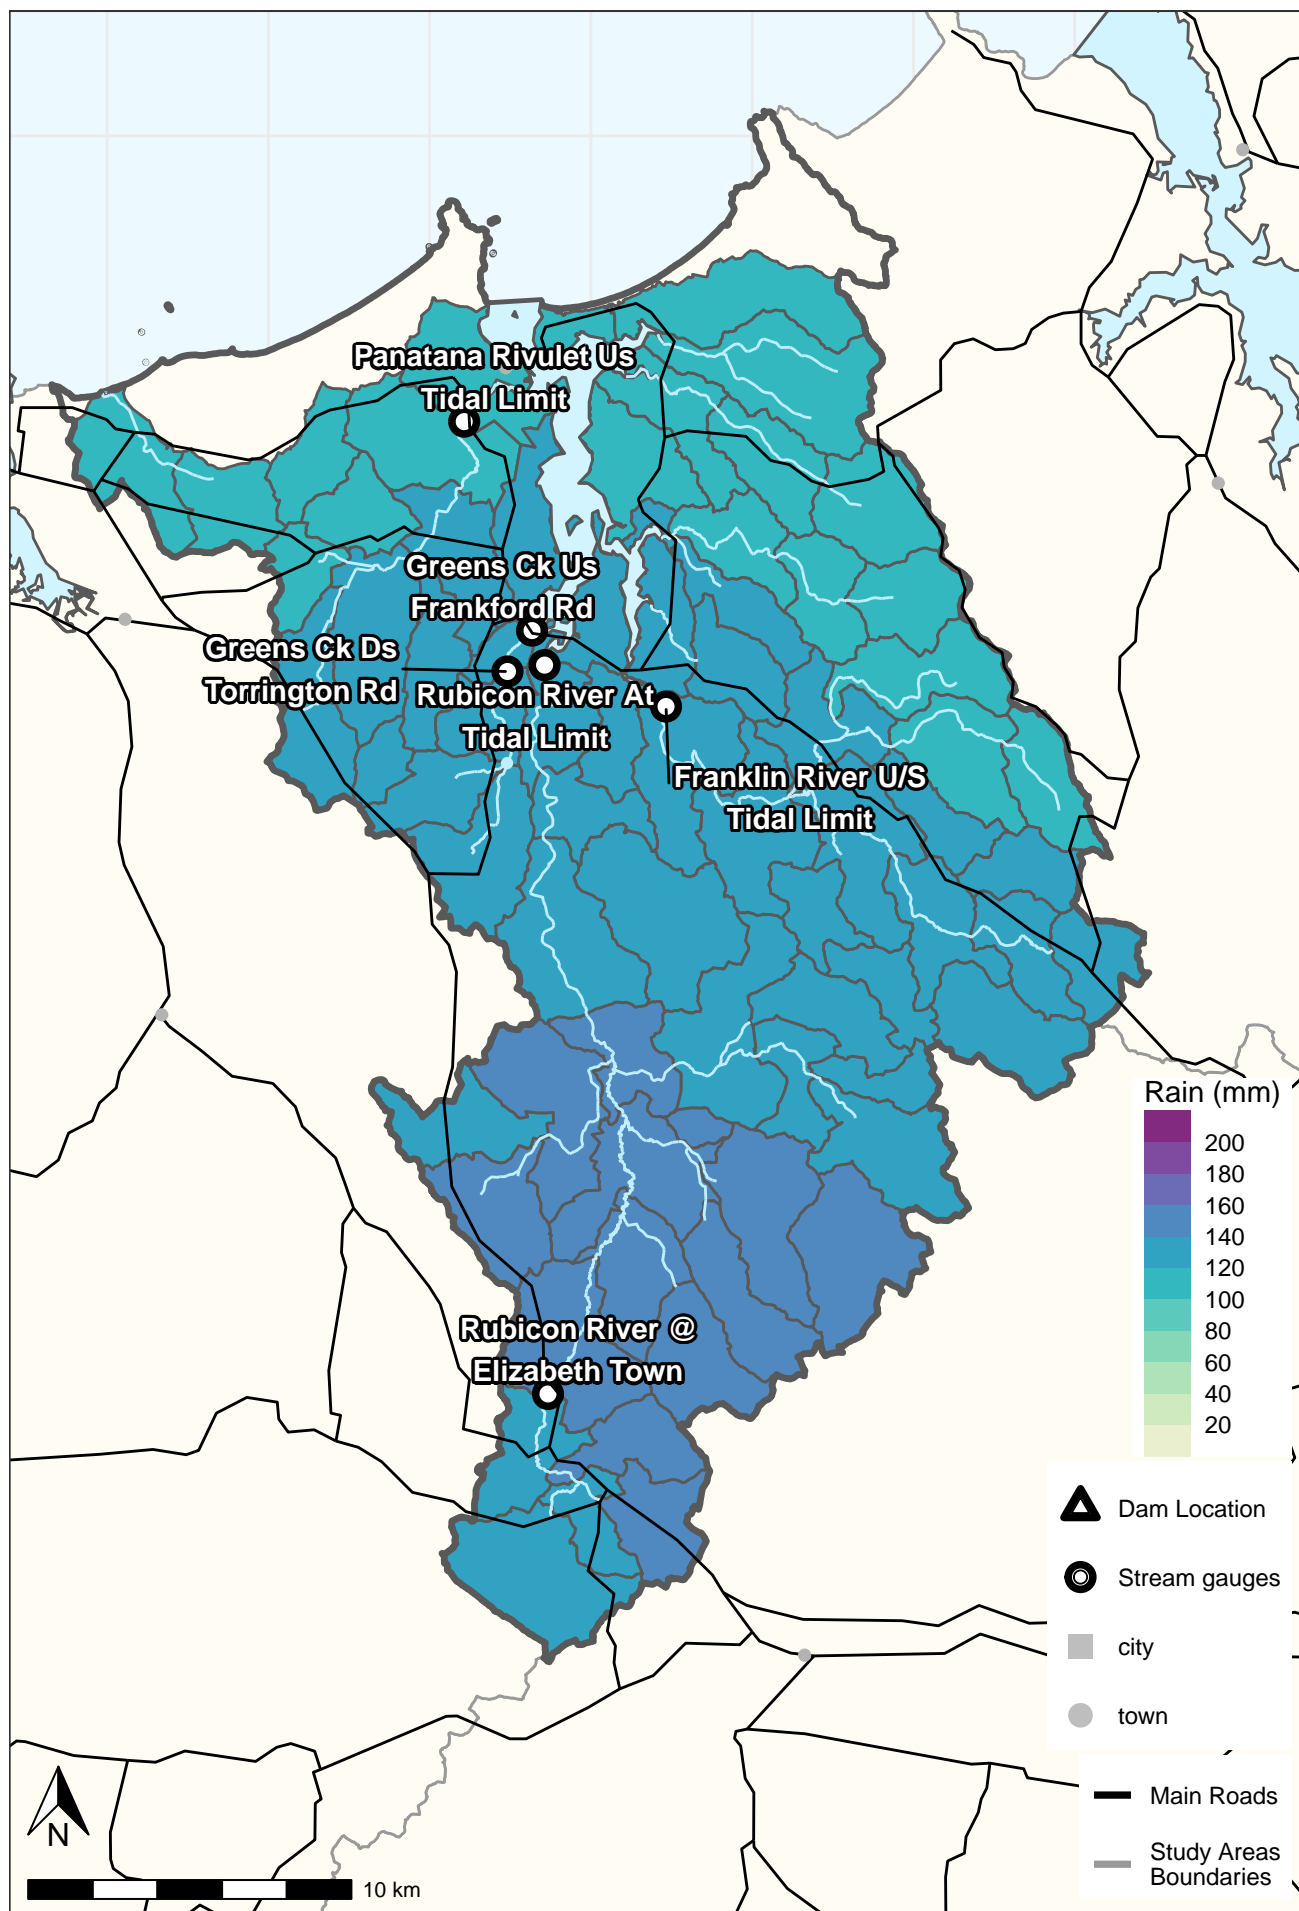 Panatana Rivulet Us
Tidal Limit
Greens Ck Us
Frankford Rd
Greens Ck Ds
Torrington Rd
Rubicon River At
Tidal Limit
Franklin River U/S
Tidal Limit
Rubicon River @
Elizabeth Town
Rain (mm)
200
180
160
140
120
100
80
60
40
20
Dam Location
Stream gauges
city
town
Main Roads
Study Areas
Boundaries
N
10 km